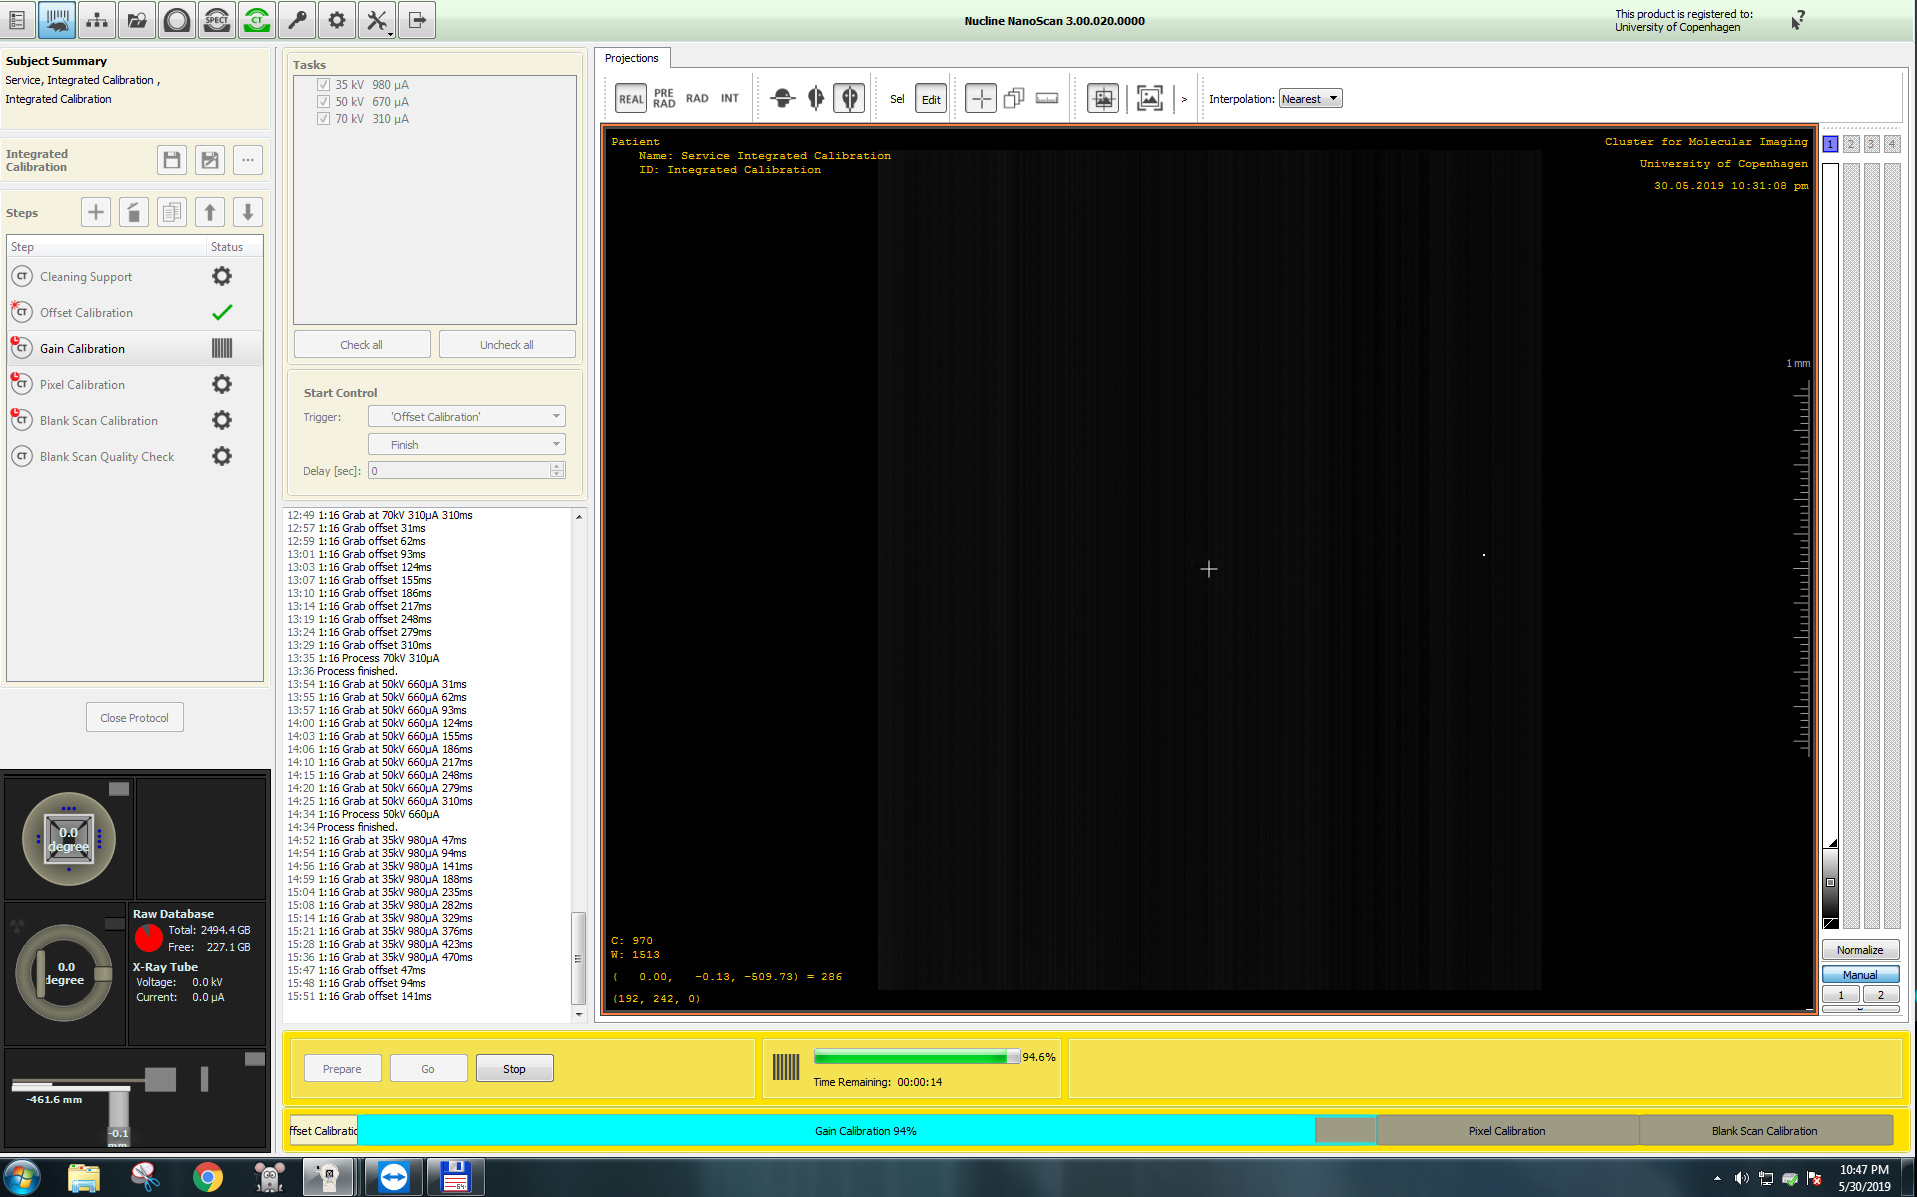 Nucline NanoScan 3.00.020.0000
This product is registered to:
University of Copenhagen
SPECT
CT
Subject Summary
Service, Integrated Calibration ,
Integrated Calibration
Integrated
Calibration
...
Steps
Step Status
CT Cleaning Support
CT Offset Calibration
CT Gain Calibration
CT Pixel Calibration
CT Blank Scan Calibration
CT Blank Scan Quality Check
Close Protocol
0.0
degree
0.0
degree
Raw Database
Total: 2494.4 GB
Free: 227.1 GB
X-Ray Tube
Voltage: 0.0 kV
Current: 0.0 µA
-461.6 mm
-0.1
mm
Tasks
35 kV 980 µA
50 kV 670 µA
70 kV 310 µA
Check all Uncheck all
Start Control
Trigger: 'Offset Calibration'
Finish
Delay [sec]: 0
12:49 1:16 Grab at 70kV 310µA 310ms
12:57 1:16 Grab offset 31ms
12:59 1:16 Grab offset 62ms
13:01 1:16 Grab offset 93ms
13:03 1:16 Grab offset 124ms
13:07 1:16 Grab offset 155ms
13:10 1:16 Grab offset 186ms
13:14 1:16 Grab offset 217ms
13:19 1:16 Grab offset 248ms
13:24 1:16 Grab offset 279ms
13:29 1:16 Grab offset 310ms
13:35 1:16 Process 70kV 310µA
13:36 Process finished.
13:54 1:16 Grab at 50kV 660µA 31ms
13:55 1:16 Grab at 50kV 660µA 62ms
13:57 1:16 Grab at 50kV 660µA 93ms
14:00 1:16 Grab at 50kV 660µA 124ms
14:03 1:16 Grab at 50kV 660µA 155ms
14:06 1:16 Grab at 50kV 660µA 186ms
14:10 1:16 Grab at 50kV 660µA 217ms
14:15 1:16 Grab at 50kV 660µA 248ms
14:20 1:16 Grab at 50kV 660µA 279ms
14:25 1:16 Grab at 50kV 660µA 310ms
14:34 1:16 Process 50kV 660µA
14:34 Process finished.
14:52 1:16 Grab at 35kV 980µA 47ms
14:54 1:16 Grab at 35kV 980µA 94ms
14:56 1:16 Grab at 35kV 980µA 141ms
14:59 1:16 Grab at 35kV 980µA 188ms
15:04 1:16 Grab at 35kV 980µA 235ms
15:08 1:16 Grab at 35kV 980µA 282ms
15:14 1:16 Grab at 35kV 980µA 329ms
15:21 1:16 Grab at 35kV 980µA 376ms
15:28 1:16 Grab at 35kV 980µA 423ms
15:36 1:16 Grab at 35kV 980µA 470ms
15:47 1:16 Grab offset 47ms
15:48 1:16 Grab offset 94ms
15:51 1:16 Grab offset 141ms
Projections
REAL PRE RAD RAD INT Sel Edit > Interpolation: Nearest
Patient
Name: Service Integrated Calibration
ID: Integrated Calibration
Cluster for Molecular Imaging
University of Copenhagen
30.05.2019 10:31:08 pm
1 mm
C: 970
W: 1513
( 0.00, -0.13, -509.73) = 286
(192, 242, 0)
1 2 3 4
Normalize
Manual
1 2
Prepare Go Stop
94.6%
Time Remaining: 00:00:14
ffset Calibratic Gain Calibration 94% Pixel Calibration Blank Scan Calibration
64
10:47 PM
5/30/2019